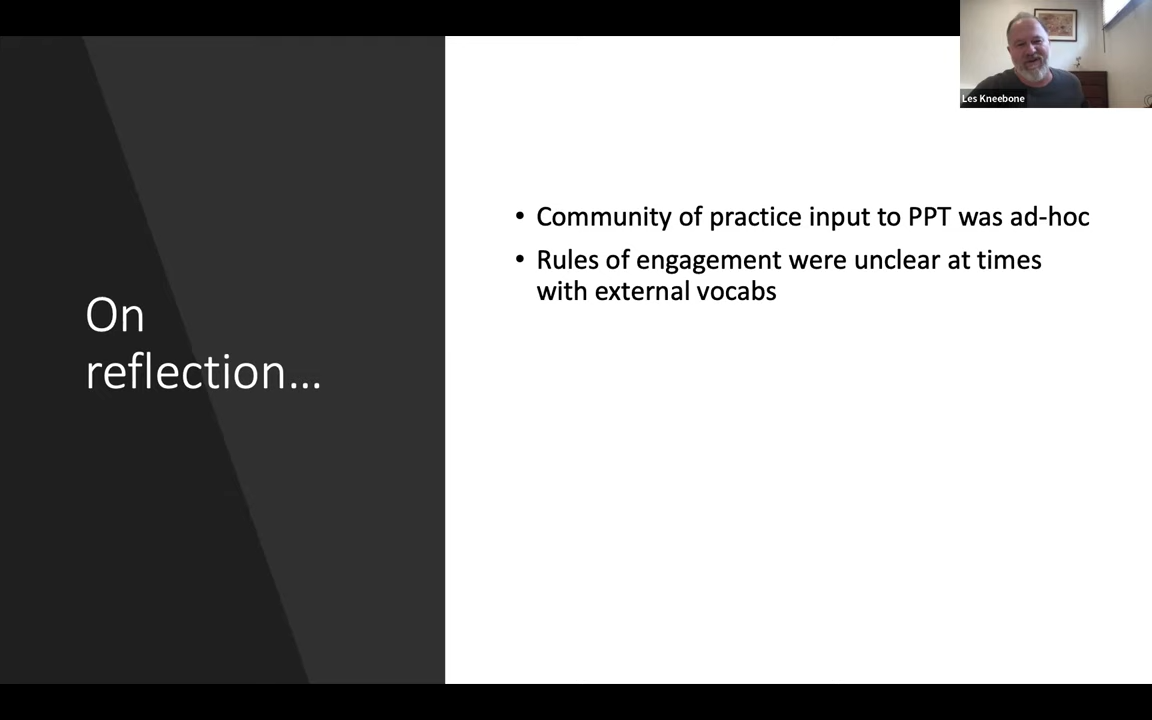 Les Kneebone
• Community of practice input to PPT was ad-hoc
• Rules of engagement were unclear at times
with external vocabs
On
reflection...